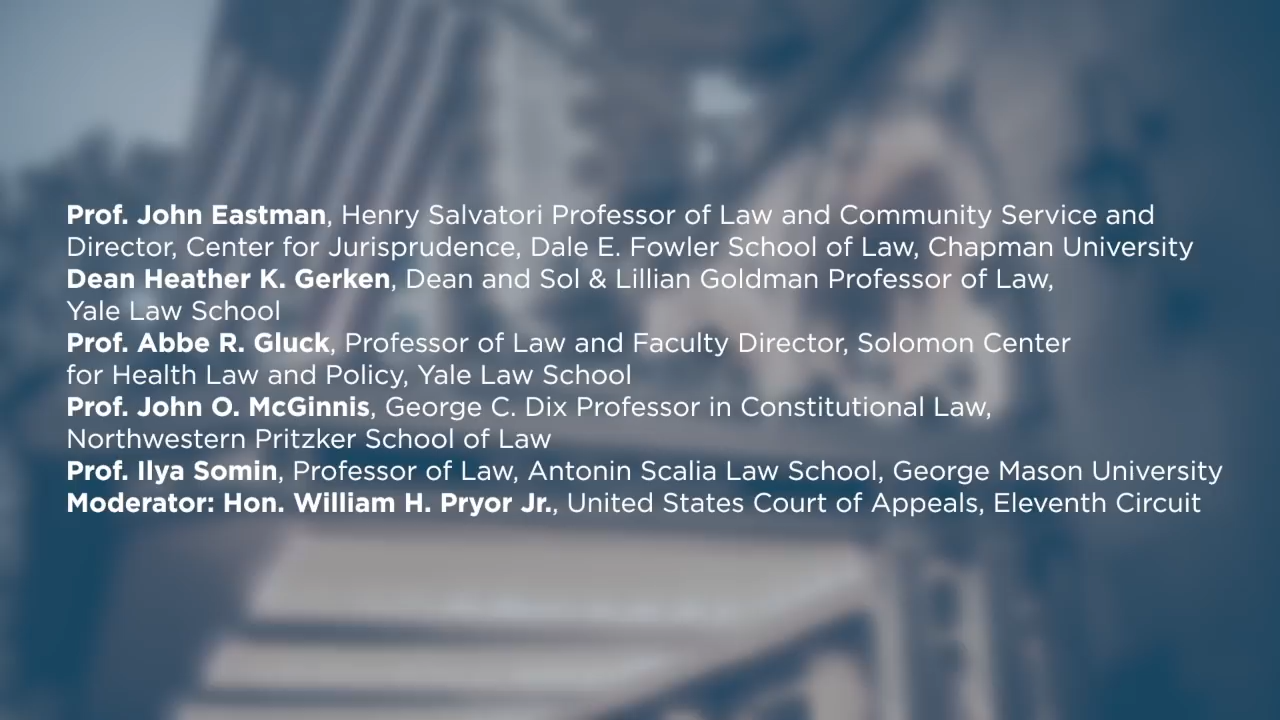 Prof. John Eastman, Henry Salvatori Professor of Law and Community Service and
Director, Center for Jurisprudence, Dale E. Fowler School of Law, Chapman University
Dean Heather K. Gerken, Dean and Sol & Lillian Goldman Professor of Law,
Yale Law School
Prof. Abbe R. Gluck, Professor of Law and Faculty Director, Solomon Center
for Health Law and Policy, Yale Law School
Prof. John O. McGinnis, George C. Dix Professor in Constitutional Law,
Northwestern Pritzker School of Law
Prof. Ilya Somin, Professor of Law, Antonin Scalia Law School, George Mason University
Moderator: Hon. William H. Pryor Jr., United States Court of Appeals, Eleventh Circuit